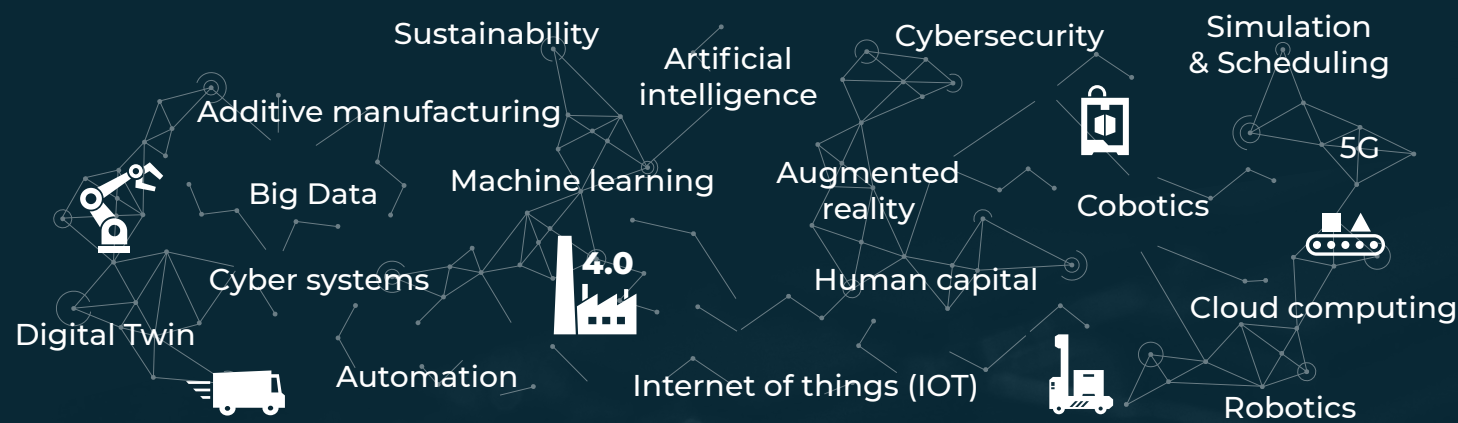 Sustainability
Artificial
intelligence
Cybersecurity
Simulation
& Scheduling
Additive manufacturing
5G
Big Data
Machine learning
Augmented
reality
Cobotics
Cyber systems
4.0
Human capital
Cloud computing
Digital Twin
Automation
Internet of things (IOT)
Robotics